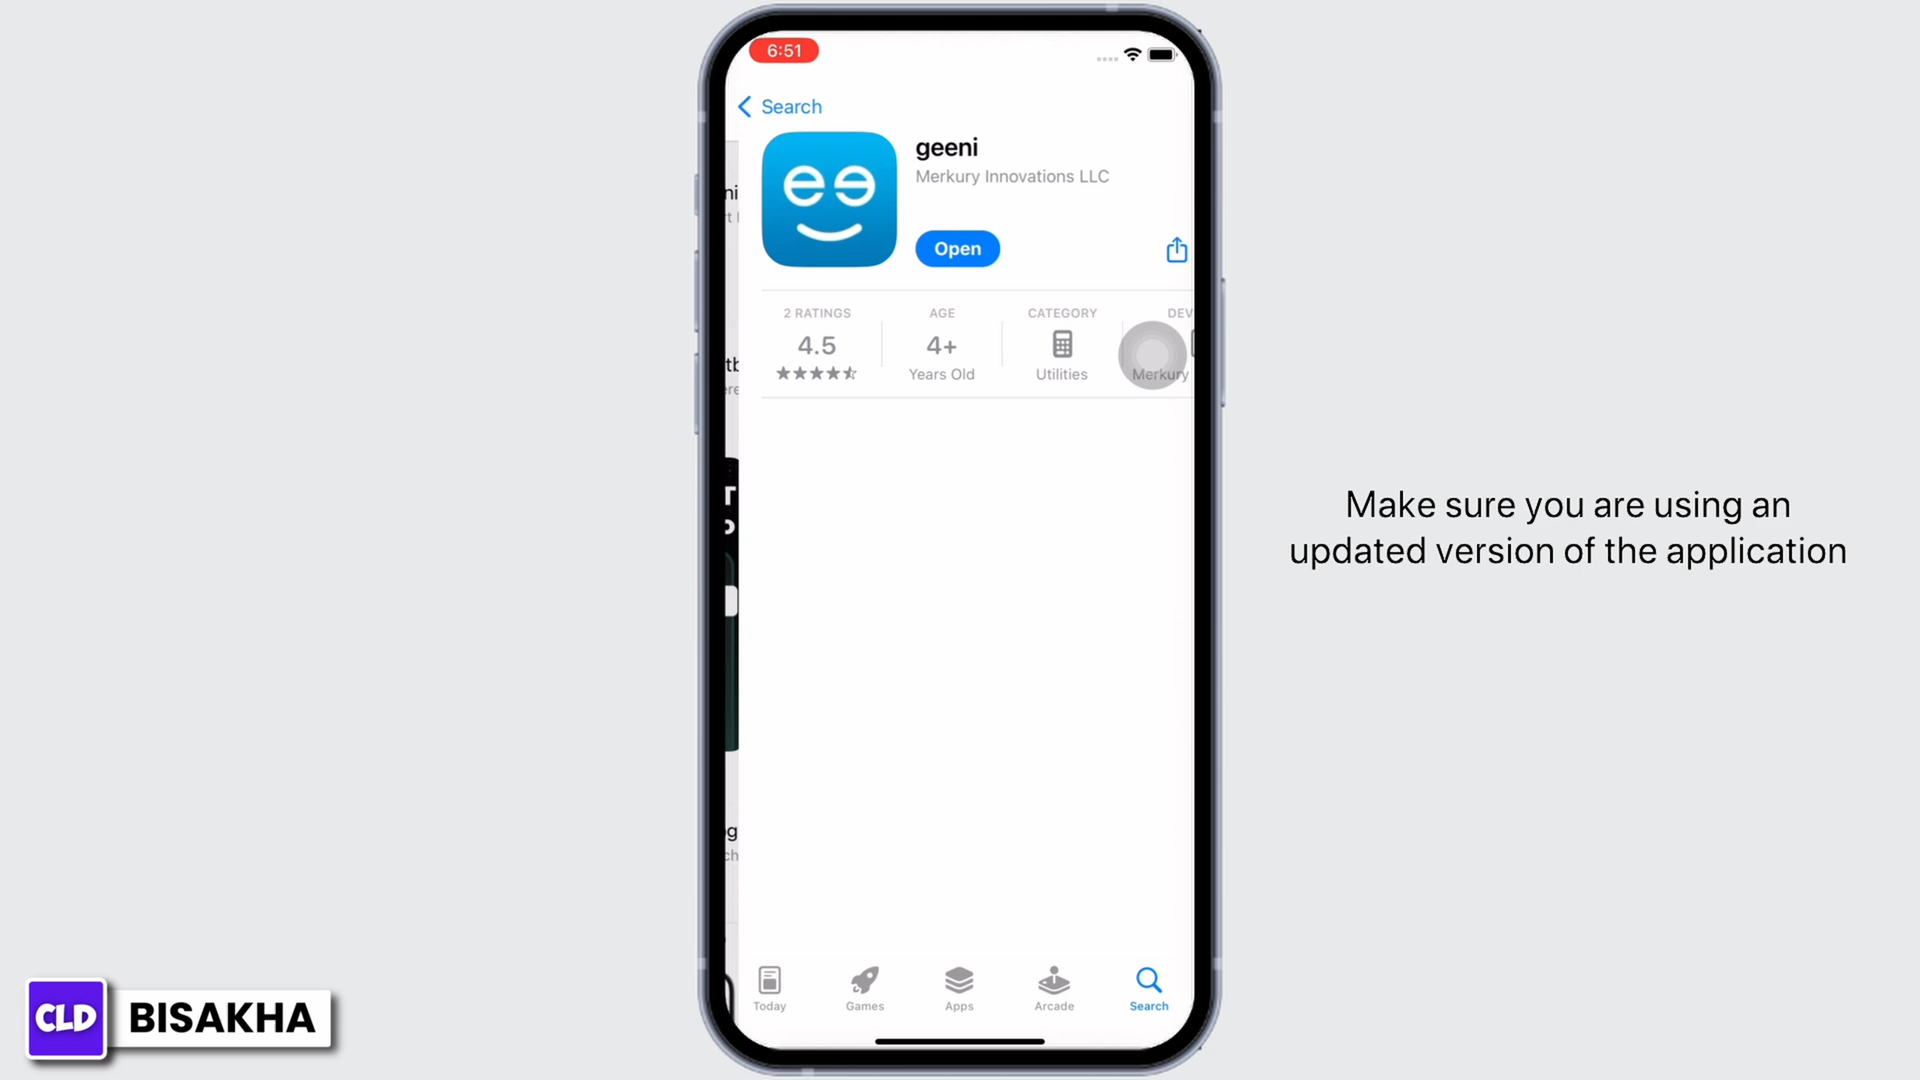 6:51
Search
geeni
Merkury Innovations LLC
Open
2 RATINGS
AGE
CATEGORY
DEV
4.5
4+
Years Old
Utilities
Merkury
Make sure you are using an
updated version of the application
Today
Games
Apps
Arcade
Search
CLD
BISAKHA